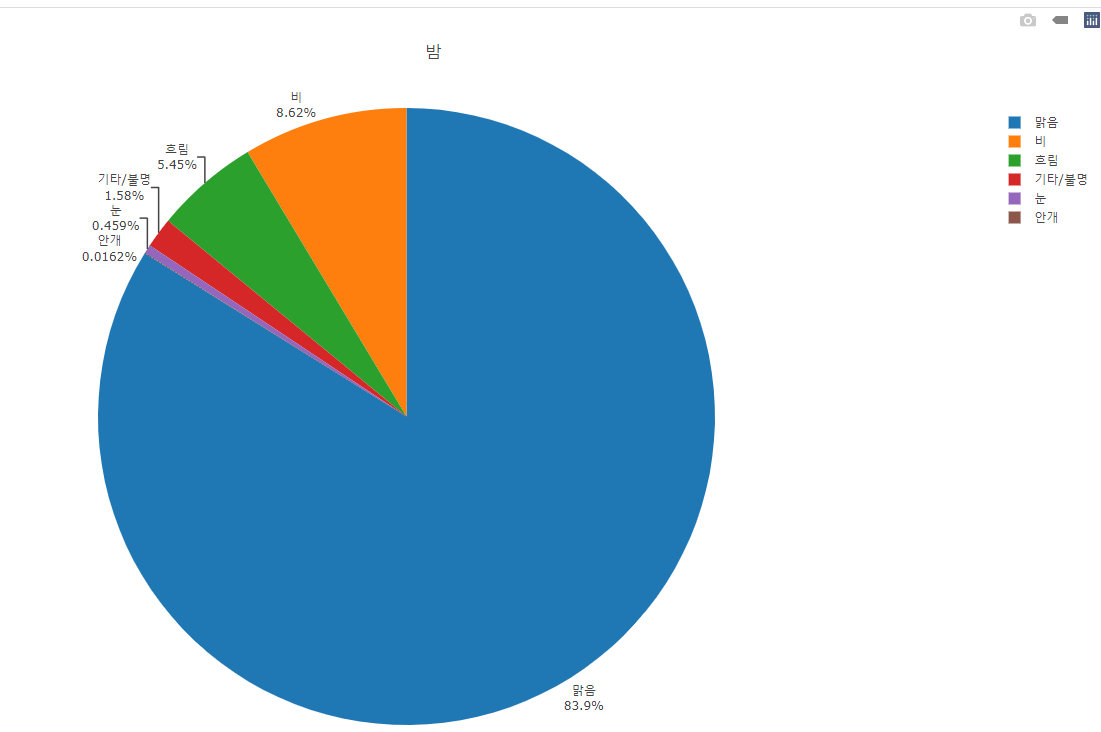 밤
비
8.62%
흐림
5.45%
기타/불명
1.58%
눈
0.459%
안개
0.0162%
맑음
83.9%
맑음
비
흐림
기타/불명
눈
안개